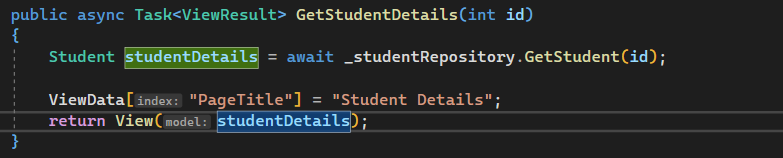 public async Task<ViewResult> GetStudentDetails(int id)
{
Student studentDetails = await _studentRepository.GetStudent(id);
ViewData[index: "PageTitle"] = "Student Details";
return View(model: studentDetails);
}